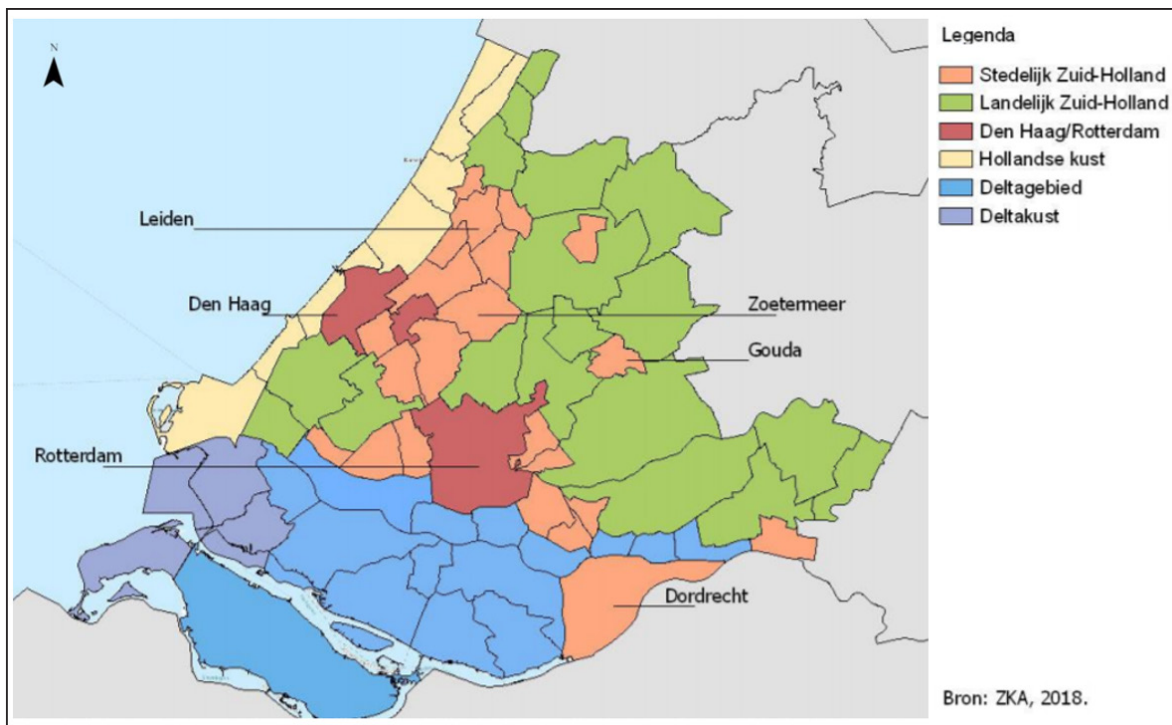 N
Leiden
Den Haag
Rotterdam
Zoetermeer
Gouda
Dordrecht
Legenda
Stedelijk Zuid-Holland
Landelijk Zuid-Holland
Den Haag/Rotterdam
Hollandse kust
Deltagebied
Deltakust
Bron: ZKA, 2018.